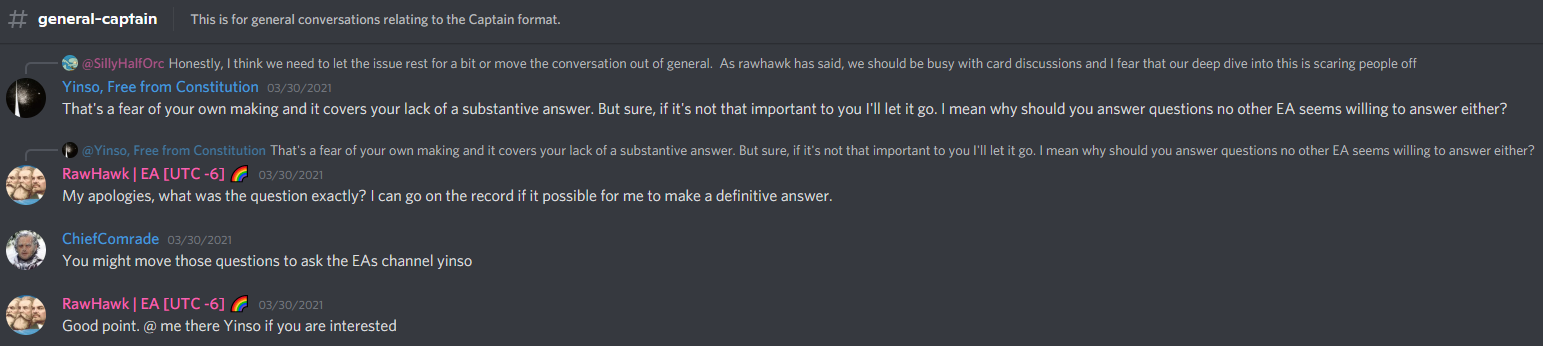 # general-captain This is for general conversations relating to the Captain format.
@SillyHalfOrc Honestly, I think we need to let the issue rest for a bit or move the conversation out of general. As rawhawk has said, we should be busy with card discussions and I fear that our deep dive into this is scaring people off
Yinso, Free from Constitution 03/30/2021
That's a fear of your own making and it covers your lack of a substantive answer. But sure, if it's not that important to you I'll let it go. I mean why should you answer questions no other EA seems willing to answer either?
@Yinso, Free from Constitution That's a fear of your own making and it covers your lack of a substantive answer. But sure, if it's not that important to you I'll let it go. I mean why should you answer questions no other EA seems willing to answer either?
RawHawk | EA [UTC -6] 🌈 03/30/2021
My apologies, what was the question exactly? I can go on the record if it possible for me to make a definitive answer.
ChiefComrade 03/30/2021
You might move those questions to ask the EAs channel yinso
RawHawk | EA [UTC -6] 🌈 03/30/2021
Good point. @ me there Yinso if you are interested